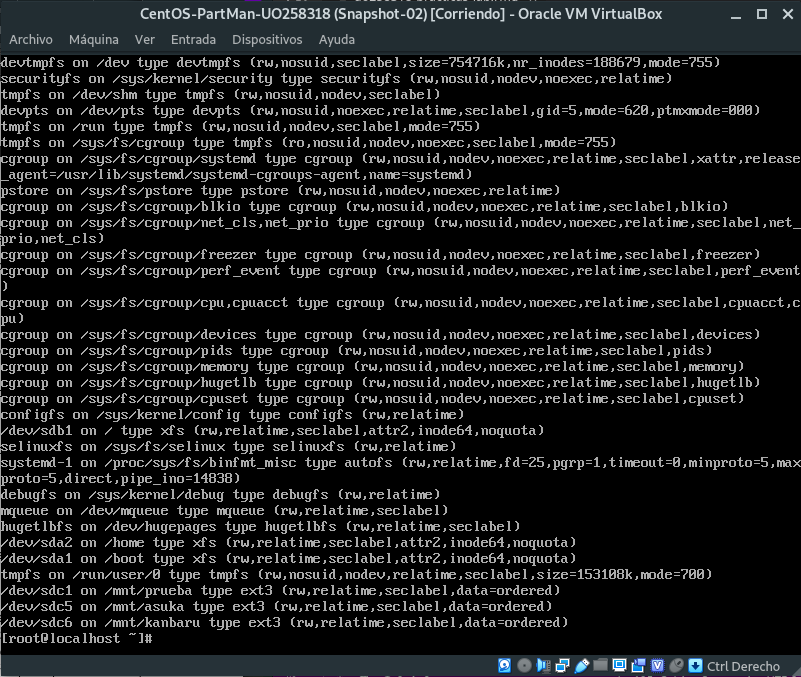 CentOS-PartMan-UO258318 (Snapshot-02) [Corriendo] - Oracle VM VirtualBox
Archivo Máquina Ver Entrada Dispositivos Ayuda
devtmpfs on /dev type devtmpfs (rw,nosuid,seclabel,size=754716k,nr_inodes=188679,mode=755)
securityfs on /sys/kernel/security type securityfs (rw,nosuid,nodev,noexec,relatime)
tmpfs on /dev/shm type tmpfs (rw,nosuid,nodev,seclabel)
devpts on /dev/pts type devpts (rw,nosuid,noexec,relatime,seclabel,gid=5,mode=620,ptmxmode=000)
tmpfs on /run type tmpfs (rw,nosuid,nodev,seclabel,mode=755)
tmpfs on /sys/fs/cgroup type tmpfs (ro,nosuid,nodev,noexec,seclabel,mode=755)
cgroup on /sys/fs/cgroup/systemd type cgroup (rw,nosuid,nodev,noexec,relatime,seclabel,xattr,release
_agent=/usr/lib/systemd/systemd-cgroups-agent,name=systemd)
pstore on /sys/fs/pstore type pstore (rw,nosuid,nodev,noexec,relatime)
cgroup on /sys/fs/cgroup/blkio type cgroup (rw,nosuid,nodev,noexec,relatime,seclabel,blkio)
cgroup on /sys/fs/cgroup/net_cls,net_prio type cgroup (rw,nosuid,nodev,noexec,relatime,seclabel,net_
prio,net_cls)
cgroup on /sys/fs/cgroup/freezer type cgroup (rw,nosuid,nodev,noexec,relatime,seclabel,freezer)
cgroup on /sys/fs/cgroup/perf_event type cgroup (rw,nosuid,nodev,noexec,relatime,seclabel,perf_event
)
cgroup on /sys/fs/cgroup/cpu,cpuacct type cgroup (rw,nosuid,nodev,noexec,relatime,seclabel,cpuacct,c
pu)
cgroup on /sys/fs/cgroup/devices type cgroup (rw,nosuid,nodev,noexec,relatime,seclabel,devices)
cgroup on /sys/fs/cgroup/pids type cgroup (rw,nosuid,nodev,noexec,relatime,seclabel,pids)
cgroup on /sys/fs/cgroup/memory type cgroup (rw,nosuid,nodev,noexec,relatime,seclabel,memory)
cgroup on /sys/fs/cgroup/hugetlb type cgroup (rw,nosuid,nodev,noexec,relatime,seclabel,hugetlb)
cgroup on /sys/fs/cgroup/cpuset type cgroup (rw,nosuid,nodev,noexec,relatime,seclabel,cpuset)
configfs on /sys/kernel/config type configfs (rw,relatime)
/dev/sdb1 on / type xfs (rw,relatime,seclabel,attr2,inode64,noquota)
selinuxfs on /sys/fs/selinux type selinuxfs (rw,relatime)
systemd-1 on /proc/sys/fs/binfmt_misc type autofs (rw,relatime,fd=25,pgrp=1,timeout=0,minproto=5,max
proto=5,direct,pipe_ino=14838)
debugfs on /sys/kernel/debug type debugfs (rw,relatime)
mqueue on /dev/mqueue type mqueue (rw,relatime,seclabel)
hugetlbfs on /dev/hugepages type hugetlbfs (rw,relatime,seclabel)
/dev/sda2 on /home type xfs (rw,relatime,seclabel,attr2,inode64,noquota)
/dev/sda1 on /boot type xfs (rw,relatime,seclabel,attr2,inode64,noquota)
tmpfs on /run/user/0 type tmpfs (rw,nosuid,nodev,relatime,seclabel,size=153108k,mode=700)
/dev/sdc1 on /mnt/prueba type ext3 (rw,relatime,seclabel,data=ordered)
/dev/sdc5 on /mnt/asuka type ext3 (rw,relatime,seclabel,data=ordered)
/dev/sdc6 on /mnt/kanbaru type ext3 (rw,relatime,seclabel,data=ordered)
[root@localhost ~]#
Ctrl Derecho